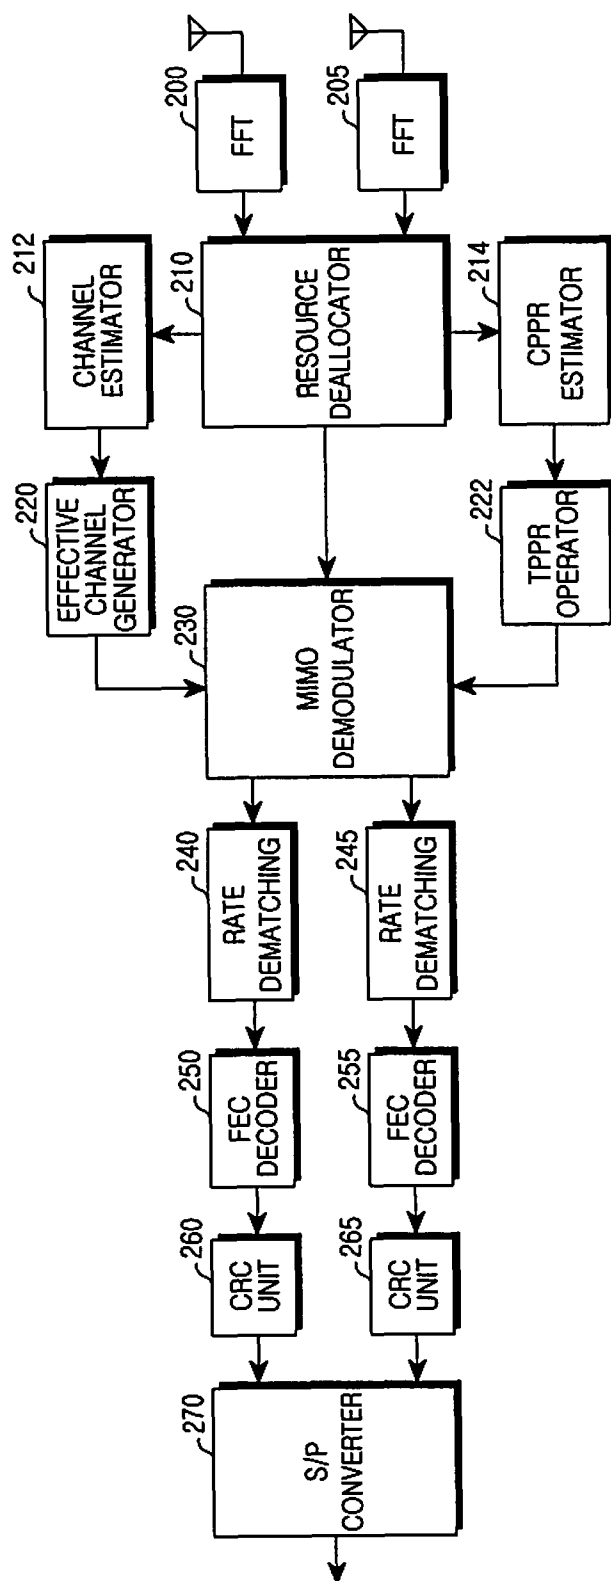 200
FFT
205
FFT
212
CHANNEL
ESTIMATOR
210
RESOURCE
DEALLOCATOR
214
CPPR ESTIMATOR
220
EFFECTIVE
CHANNEL
GENERATOR
230
MIMO
DEMODULATOR
222
TPPR
OPERATOR
240
RATE
DEMATCHING
245
RATE
DEMATCHING
250
FEC
DECODER
255
FEC
DECODER
260
CRC
UNIT
265
CRC
UNIT
270
S/P
CONVERTER